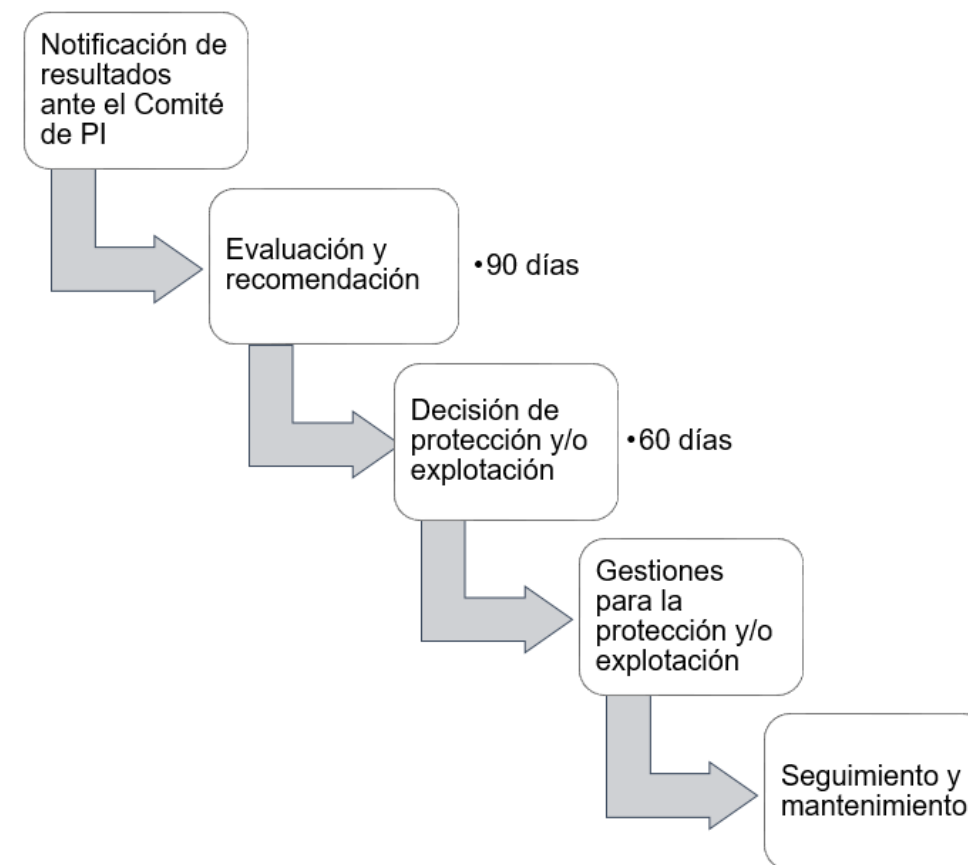 Notificación de
resultados
ante el Comité
de PI
Evaluación y
recomendación
•90 días
Decisión de
protección y/o
explotación
•60 días
Gestiones
para la
protección y/o
explotación
Seguimiento y
mantenimiento